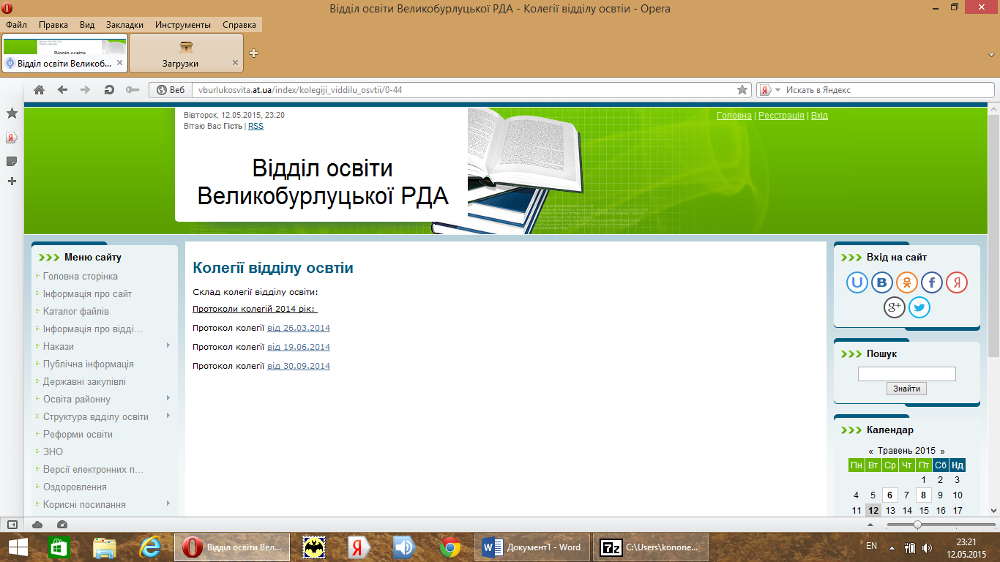 Відділ освіти Великобурлуцької РДА - Колегії відділу освтіи - Opera
Файл Правка Вид Закладки Инструменты Справка
Відділ освіти Великоб...
Загрузки
Веб
vburlukosvita.at.ua/index/kolegiji_viddilu_osvtii/0-44
Искать в Яндекс
Вівторок, 12.05.2015, 23:20
Вітаю Вас Гість | RSS
Головна | Реєстрація | Вхід
Відділ освіти
Великобурлуцької РДА
Меню сайту
Головна сторінка
Інформація про сайт
Каталог файлів
Інформація про відді...
Накази
Публічна інформація
Державні закупівлі
Освіта районну
Структура вдділу освіти
Реформи освіти
ЗНО
Версії електронних п...
Оздоровлення
Корисні посилання
Колегії відділу освтіи
Склад колегії відділу освіти:
Протоколи колегій 2014 рік:
Протокол колегії від 26.03.2014
Протокол колегії від 19.06.2014
Протокол колегії від 30.09.2014
Вхід на сайт
Пошук
Знайти
Календар
« Травень 2015 »
Пн Вт Ср Чт Пт Сб Нд
1 2 3
4 5 6 7 8 9 10
11 12 13 14 15 16 17
Відділ освіти Вел...
Документ1 - Word
7z C:\Users\konone...
EN
23:21
12.05.2015